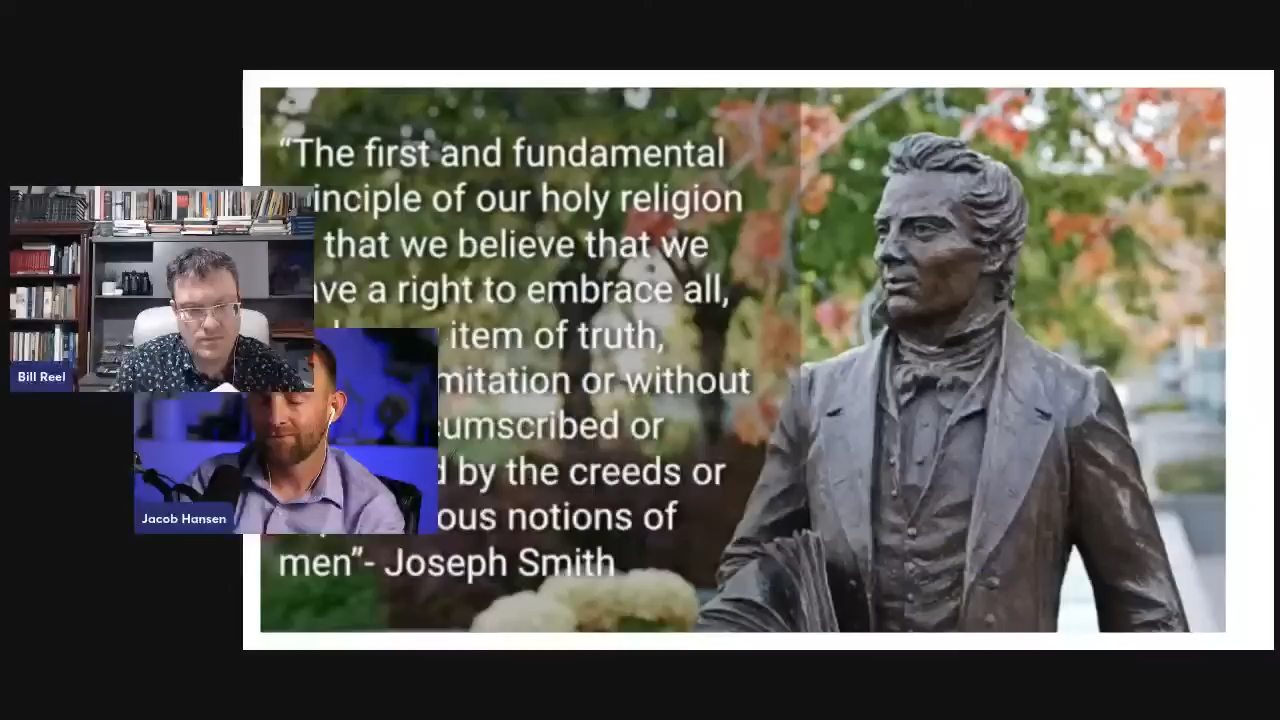 “The first and fundamental
inciple of our holy religion
that we believe that we
ve a right to embrace all,
item of truth,
mitation or without
cumscribed or
d by the creeds or
ous notions of
men”- Joseph Smith
Bill Reel
Jacob Hansen